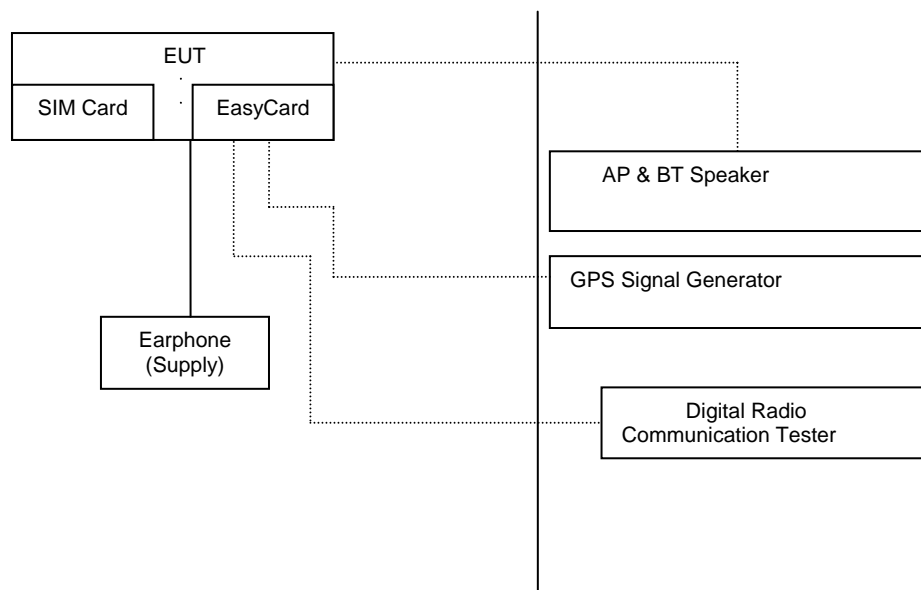 EUT
SIM Card
EasyCard
AP & BT Speaker
GPS Signal Generator
Earphone
(Supply)
Digital Radio
Communication Tester